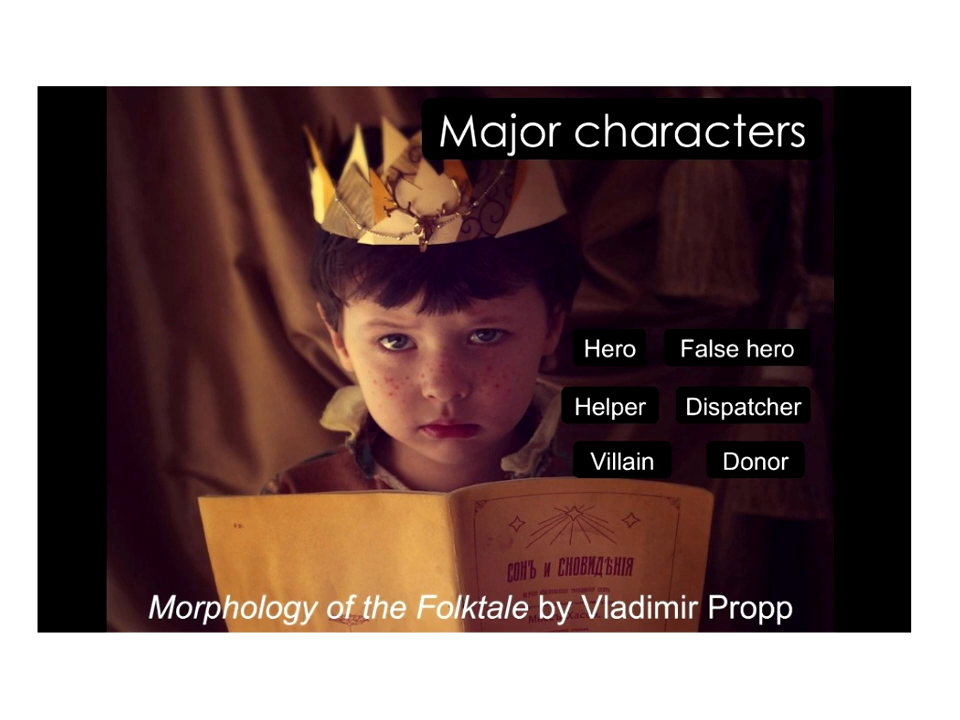 Major characters
Hero False hero
Helper Dispatcher
Villain Donor
СОНЪ и СНОВИДѢНІЯ
Morphology of the Folktale by Vladimir Propp